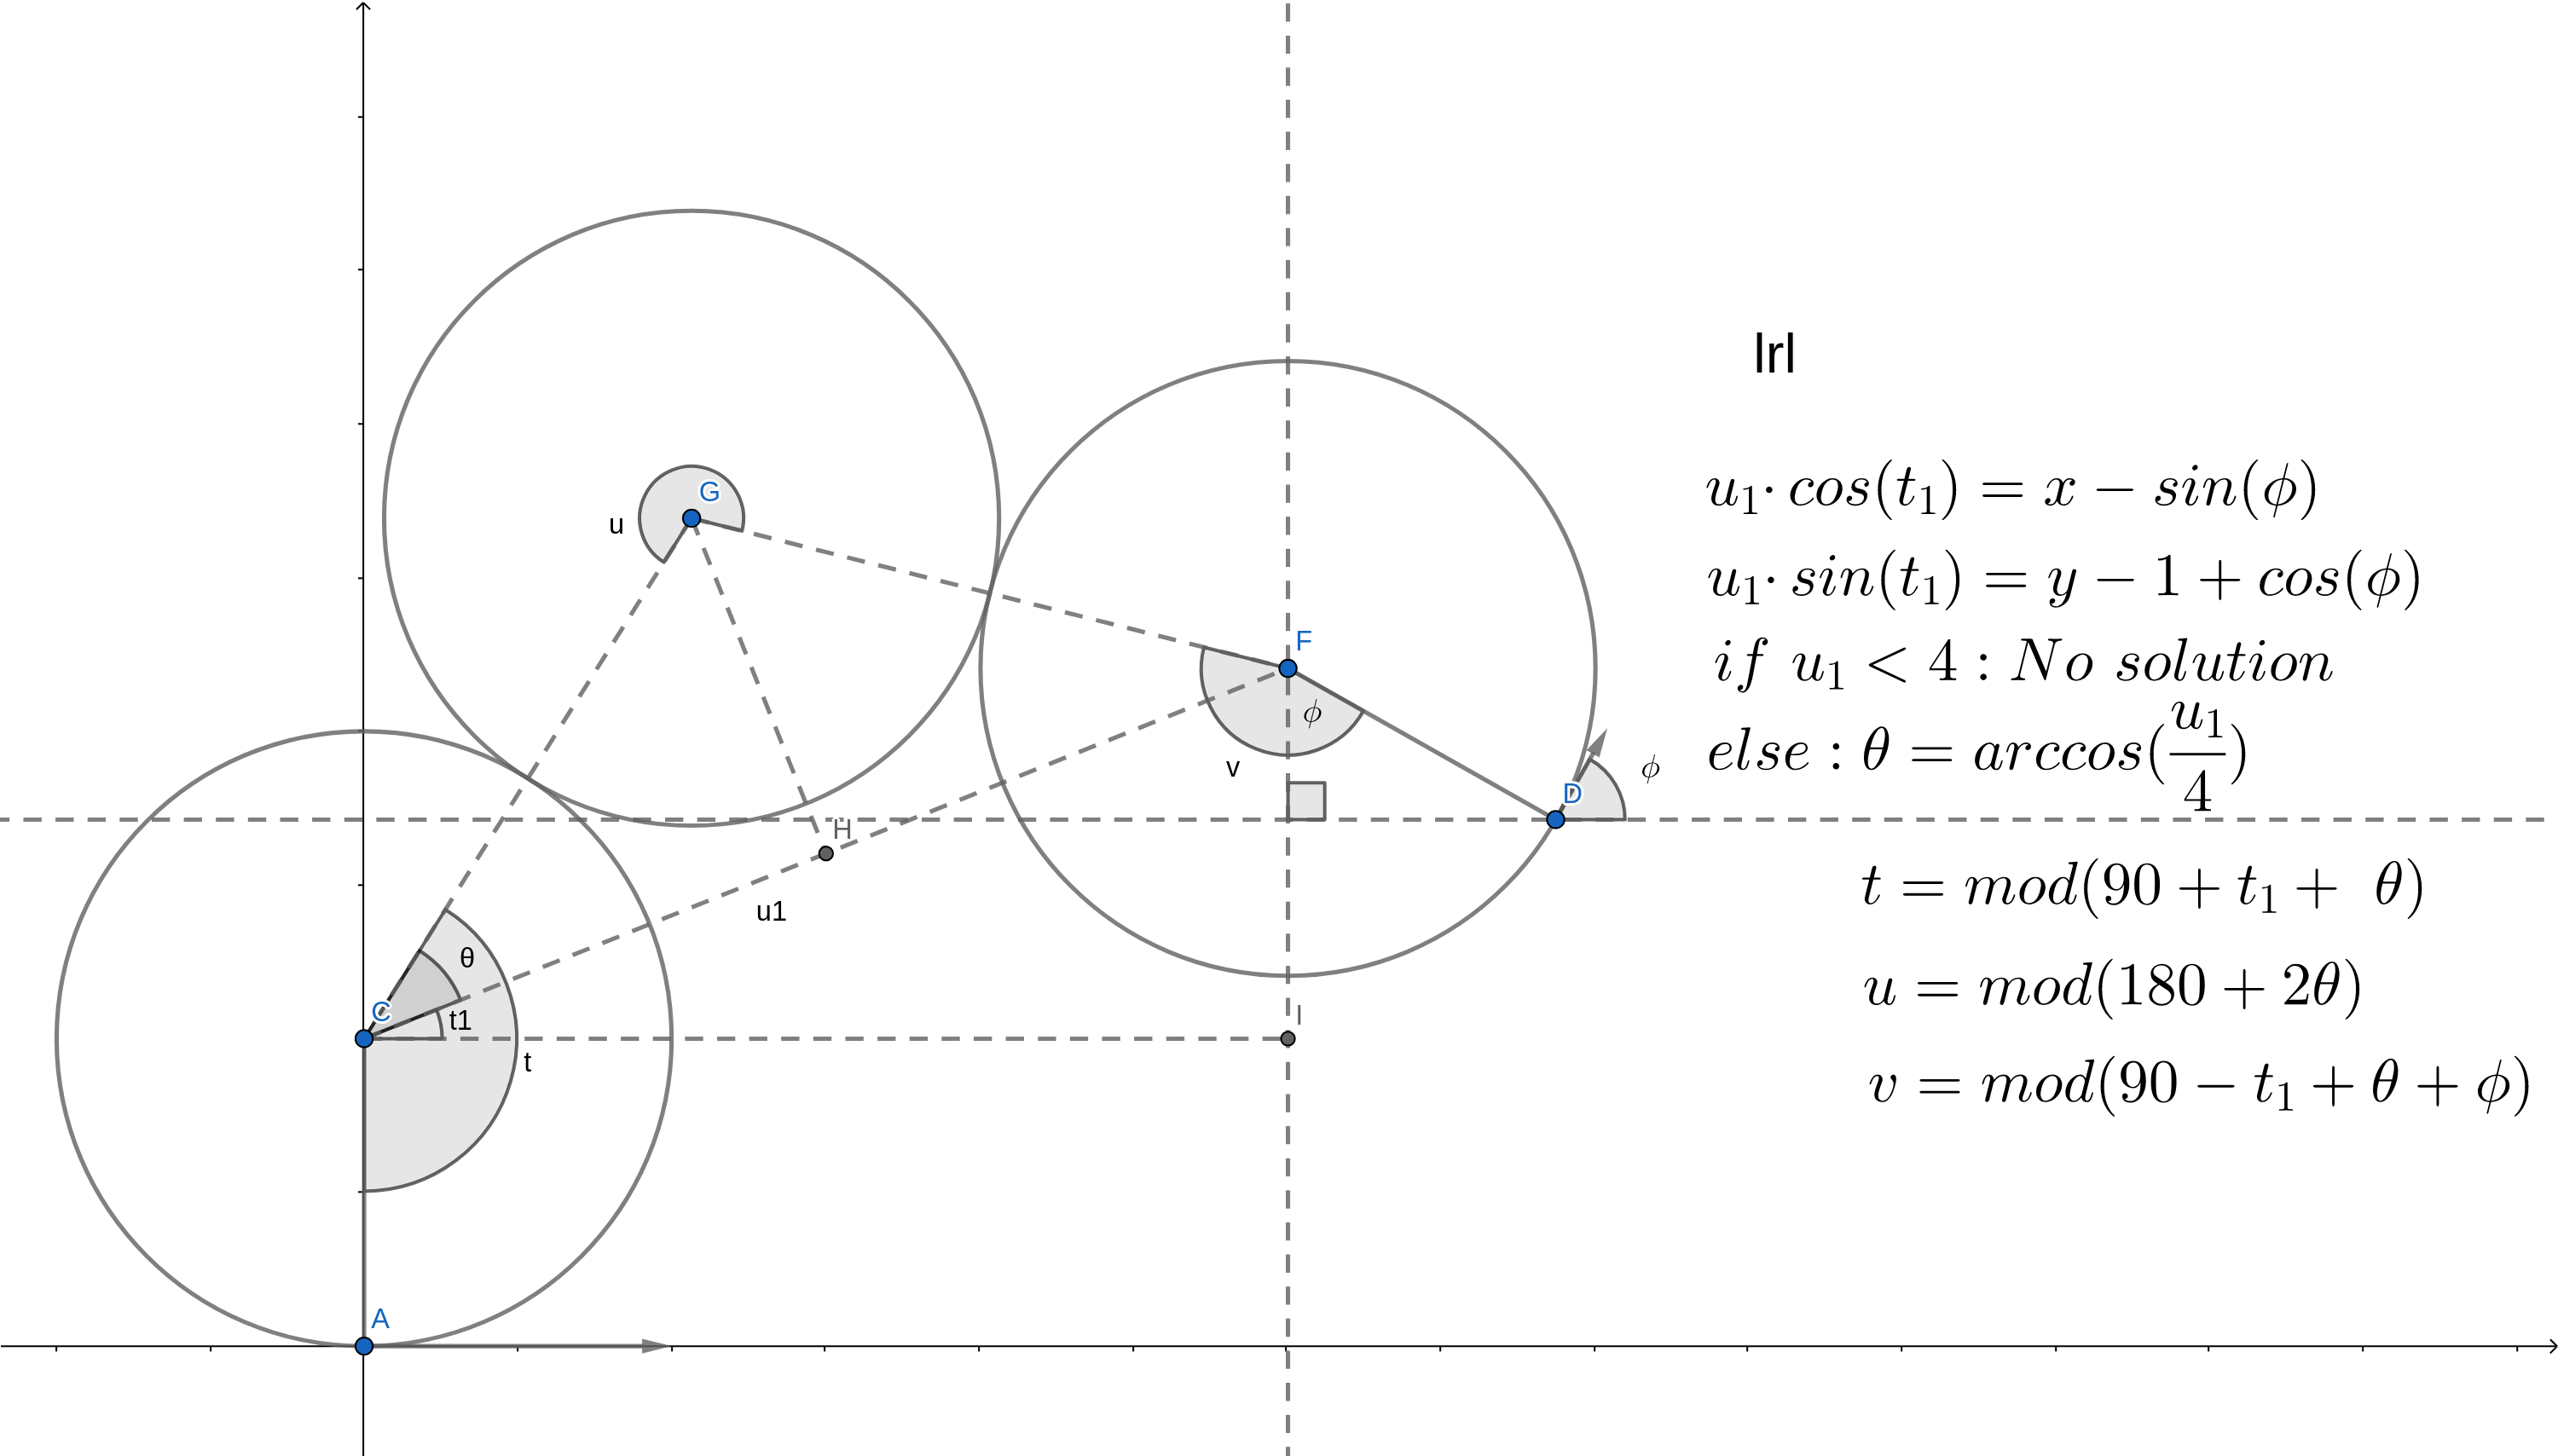 G
u
F
ϕ
v
D
ϕ
H
u1
θ
C
t1
t
I
A
lrl
u₁· cos(t₁) = x − sin(ϕ)
u₁· sin(t₁) = y − 1 + cos(ϕ)
if u₁ < 4 : No solution
else : θ = arccos(u₁/4)
t = mod(90 + t₁ + θ)
u = mod(180 + 2θ)
v = mod(90 − t₁ + θ + ϕ)